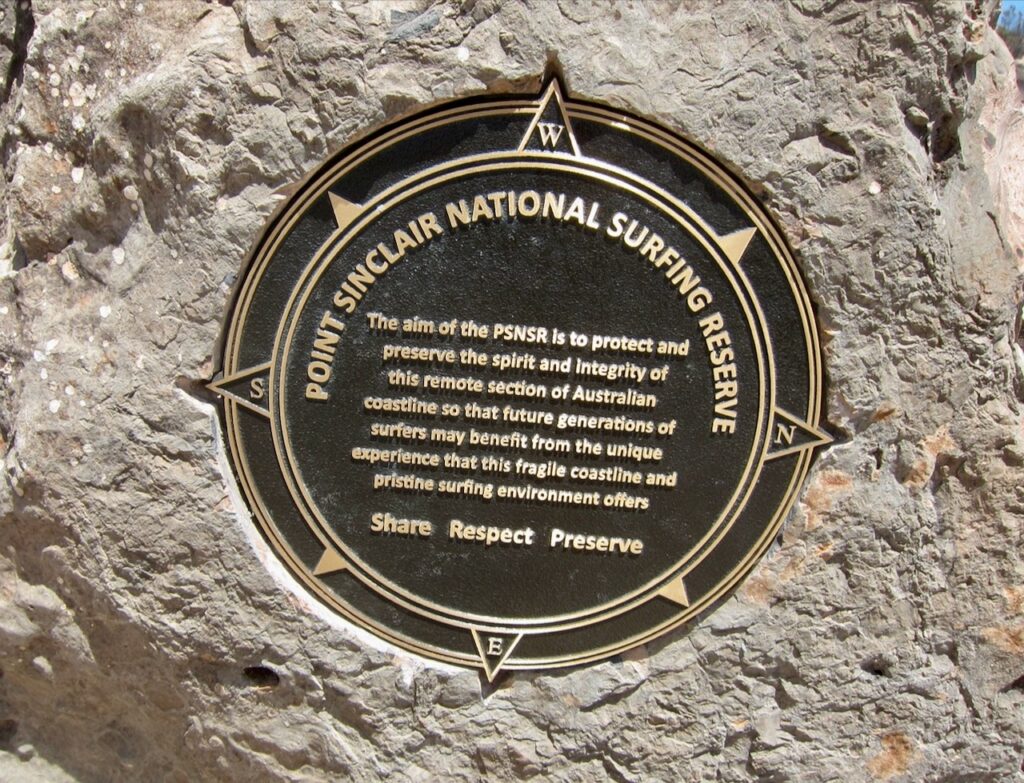 W
POINT SINCLAIR NATIONAL SURFING RESERVE
The aim of the PSNSR is to protect and
preserve the spirit and integrity of
this remote section of Australian
coastline so that future generations of
surfers may benefit from the unique
experience that this fragile coastline and
pristine surfing environment offers
Share Respect Preserve
S
N
E